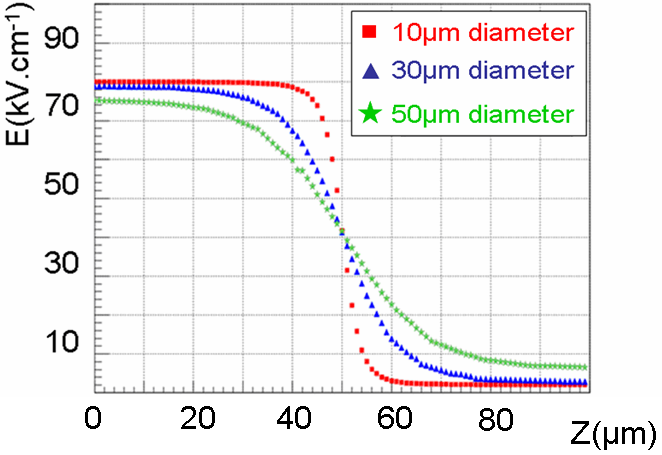 E(kV.cm-1)
90
70
50
30
10
10μm diameter
30μm diameter
50μm diameter
0 20 40 60 80
Z(μm)